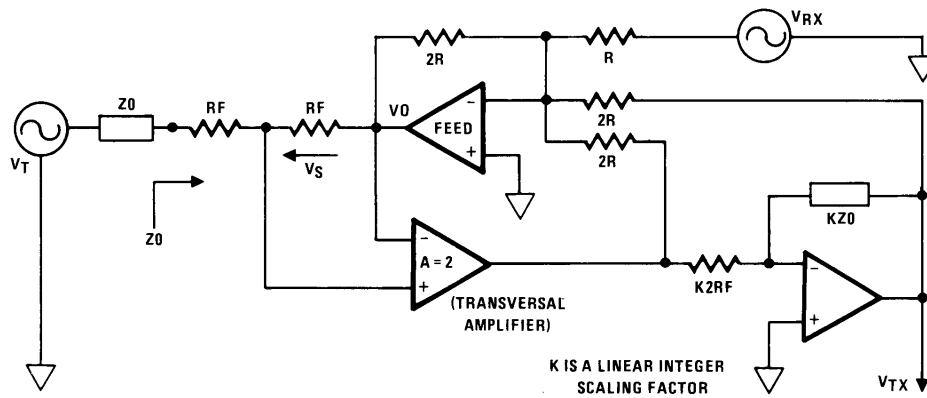 VRX
2R
R
Z0
RF
RF
V0
−
FEED
+
2R
2R
VT
VS
Z0
KZ0
−
A = 2
+
K2RF
−
+
(TRANSVERSAL
AMPLIFIER)
K IS A LINEAR INTEGER
SCALING FACTOR
VTX